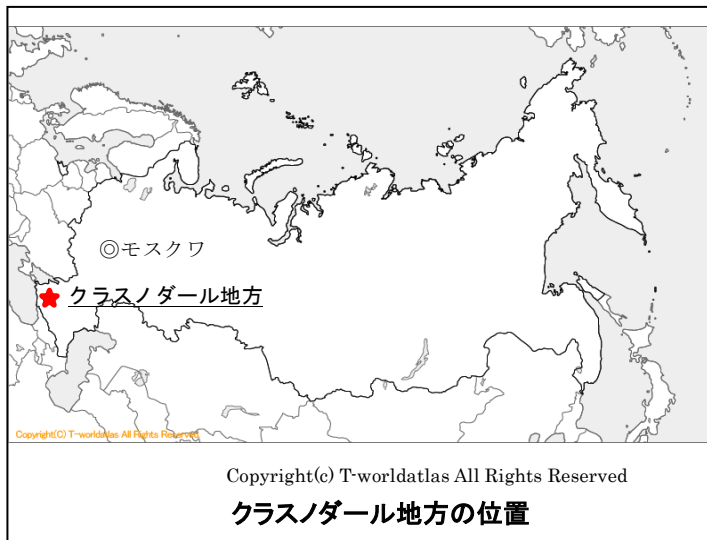 ◎モスクワ
クラスノダール地方
Copyright(C) T-worldatlas All Rights Reserved
Copyright(c) T-worldatlas All Rights Reserved
クラスノダール地方の位置